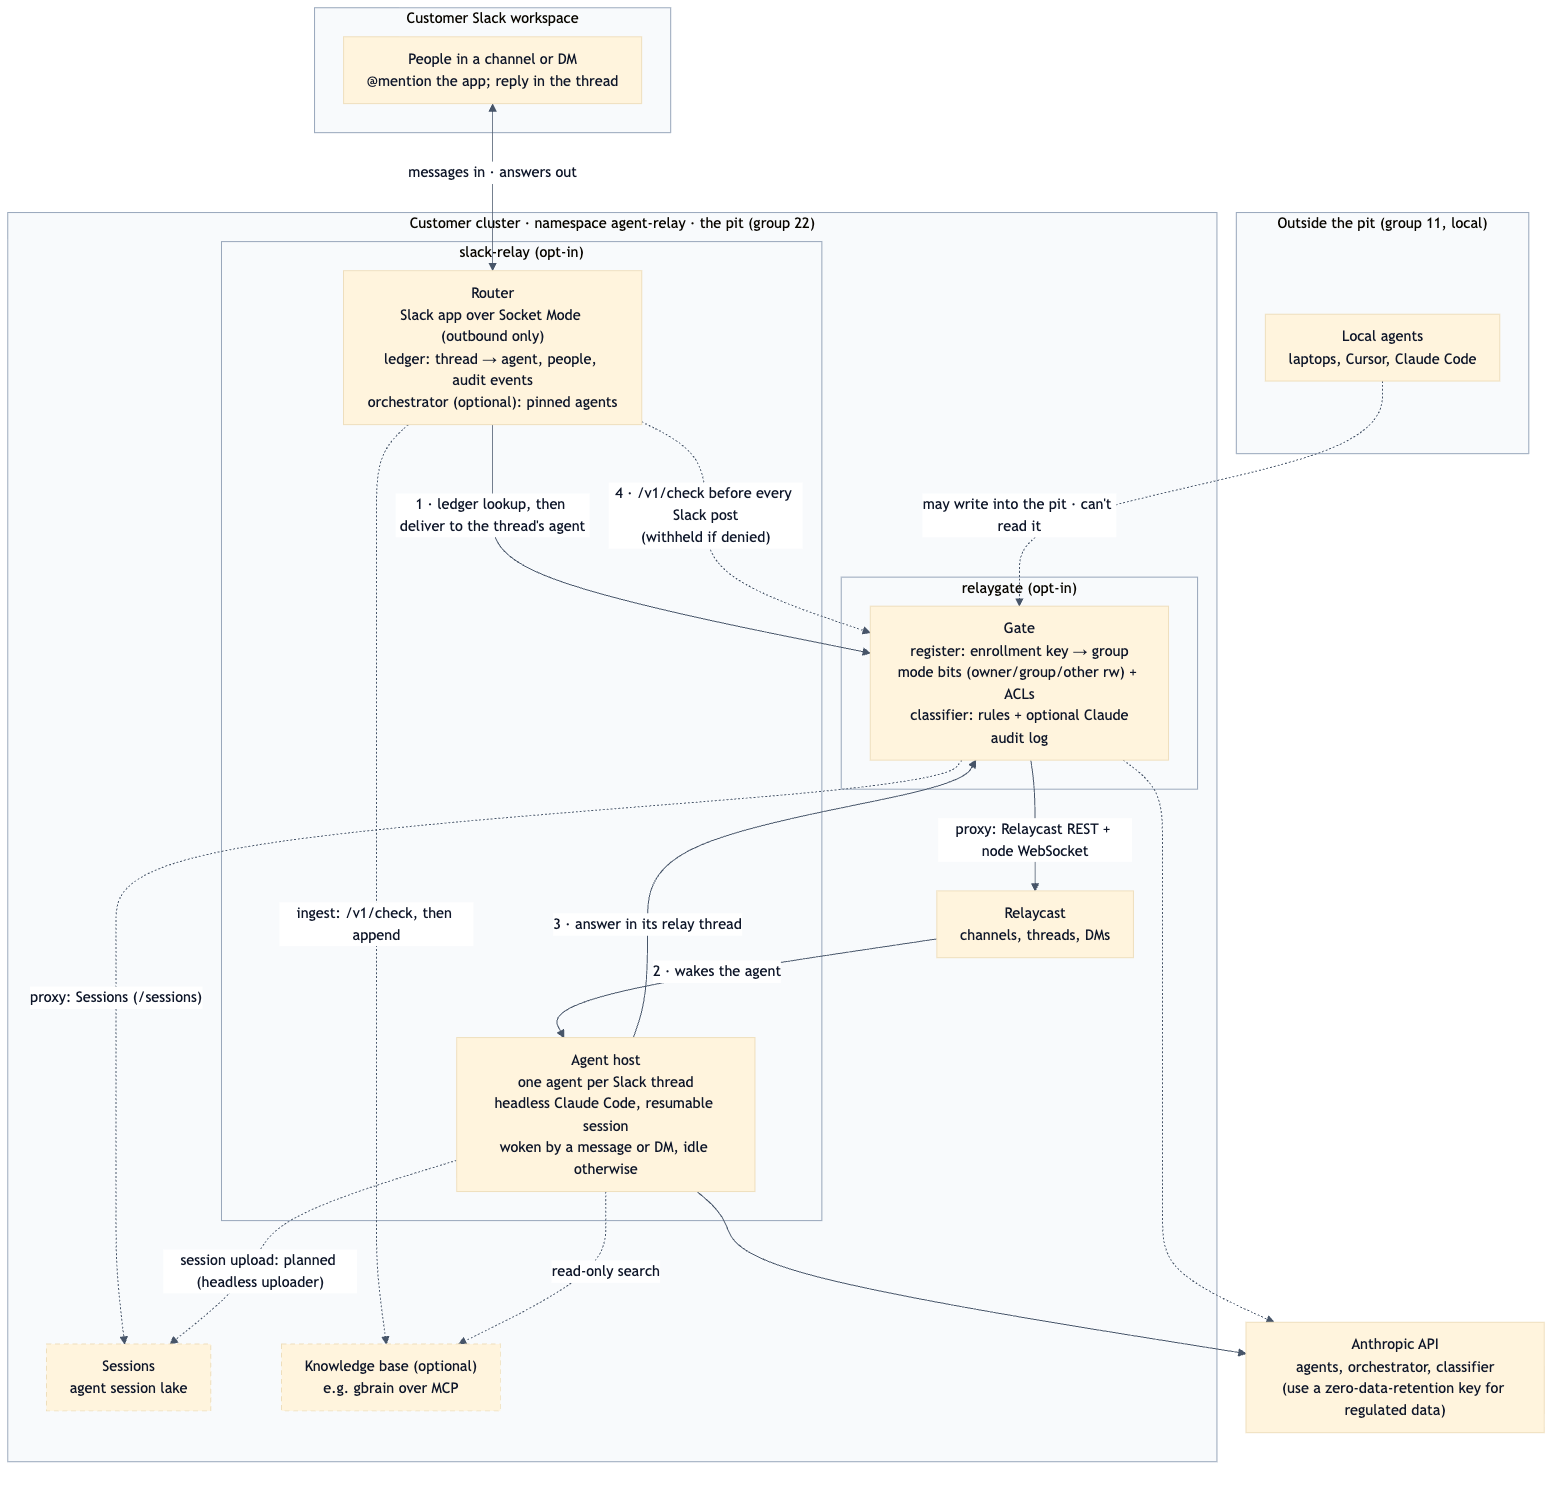 Customer Slack workspace
People in a channel or DM
@mention the app; reply in the thread
messages in · answers out
Customer cluster · namespace agent-relay · the pit (group 22)
Outside the pit (group 11, local)
slack-relay (opt-in)
Router
Slack app over Socket Mode
(outbound only)
ledger: thread → agent, people,
audit events
orchestrator (optional): pinned agents
Local agents
laptops, Cursor, Claude Code
1 · ledger lookup, then
deliver to the thread's agent
4 · /v1/check before every
Slack post
(withheld if denied)
may write into the pit · can't
read it
relaygate (opt-in)
Gate
register: enrollment key → group
mode bits (owner/group/other rw) +
ACLs
classifier: rules + optional Claude
audit log
proxy: Relaycast REST +
node WebSocket
Relaycast
channels, threads, DMs
ingest: /v1/check, then
append
3 · answer in its relay thread
2 · wakes the agent
proxy: Sessions (/sessions)
Agent host
one agent per Slack thread
headless Claude Code, resumable
session
woken by a message or DM, idle
otherwise
session upload: planned
(headless uploader)
read-only search
Sessions
agent session lake
Knowledge base (optional)
e.g. gbrain over MCP
Anthropic API
agents, orchestrator, classifier
(use a zero-data-retention key for
regulated data)